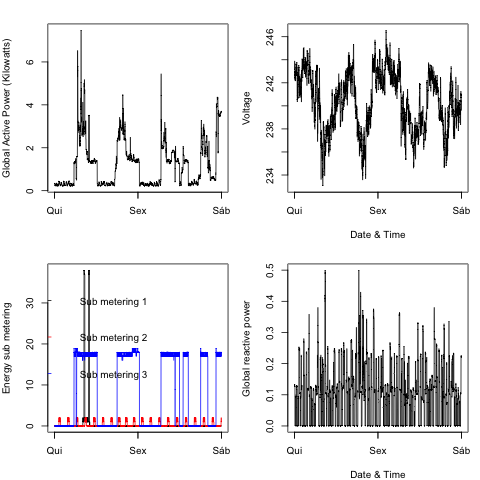 Global Active Power (Kilowatts)
0 2 4 6
Qui Sex Sáb
Voltage
234 238 242 246
Qui Sex Sáb
Date & Time
Energy sub metering
0 10 20 30
Sub metering 1
Sub metering 2
Sub metering 3
Qui Sex Sáb
Global reactive power
0.0 0.1 0.2 0.3 0.4 0.5
Qui Sex Sáb
Date & Time